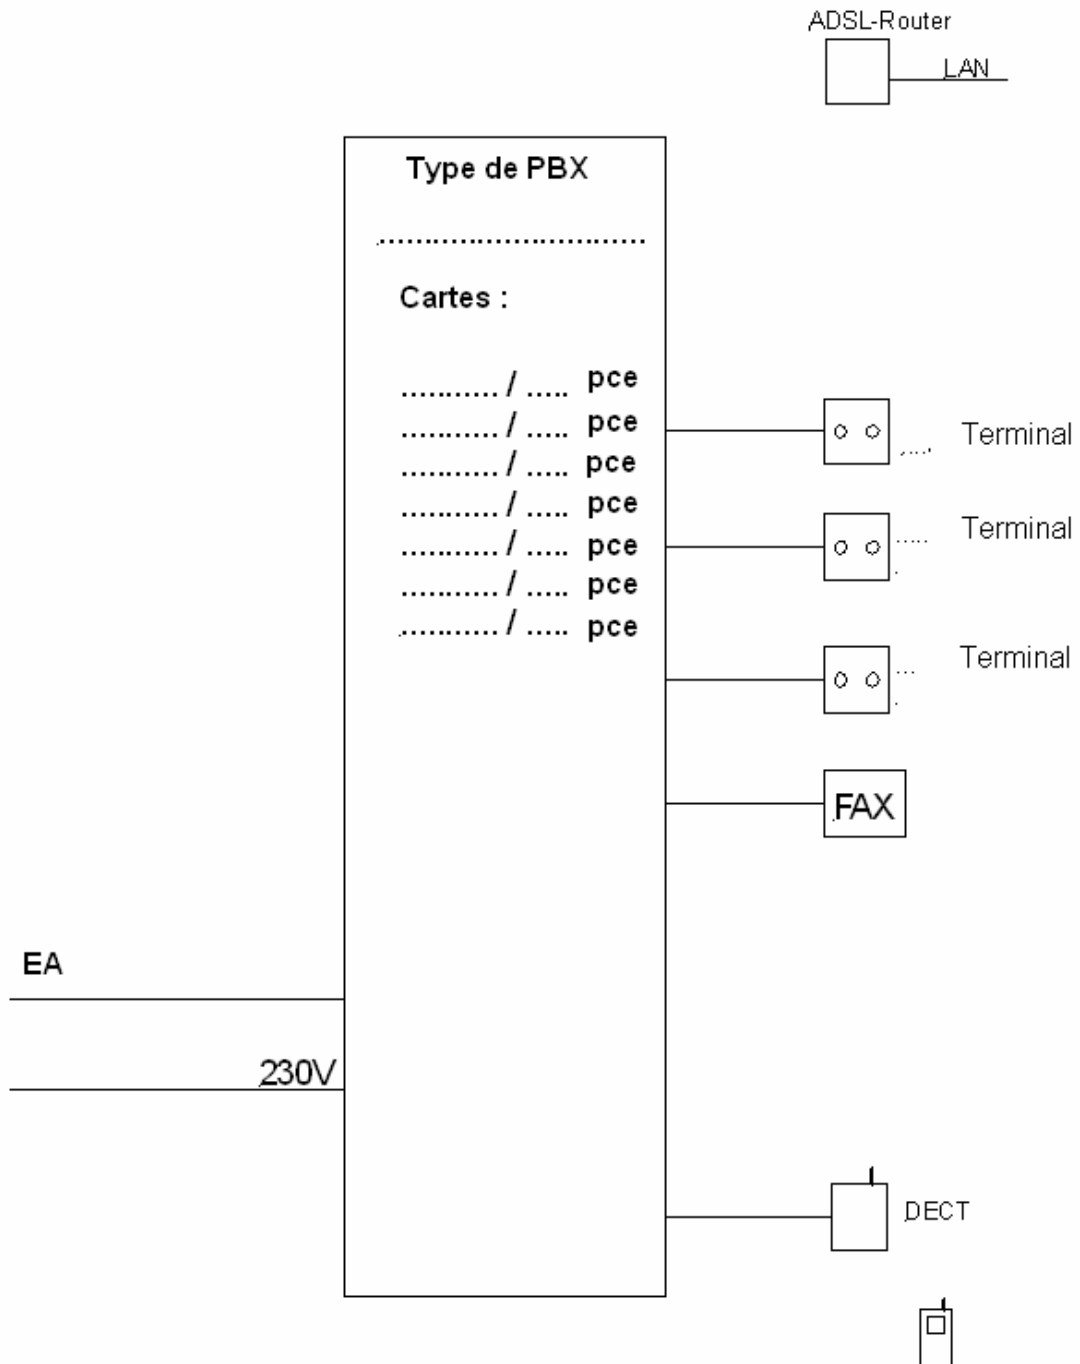 ADSL-Router
LAN
Type de PBX
..............................
Cartes :
........... / ..... pce
........... / ..... pce
........... / ..... pce
........... / ..... pce
........... / ..... pce
........... / ..... pce
........... / ..... pce
..... Terminal
..... Terminal
... Terminal
FAX
EA
230V
DECT